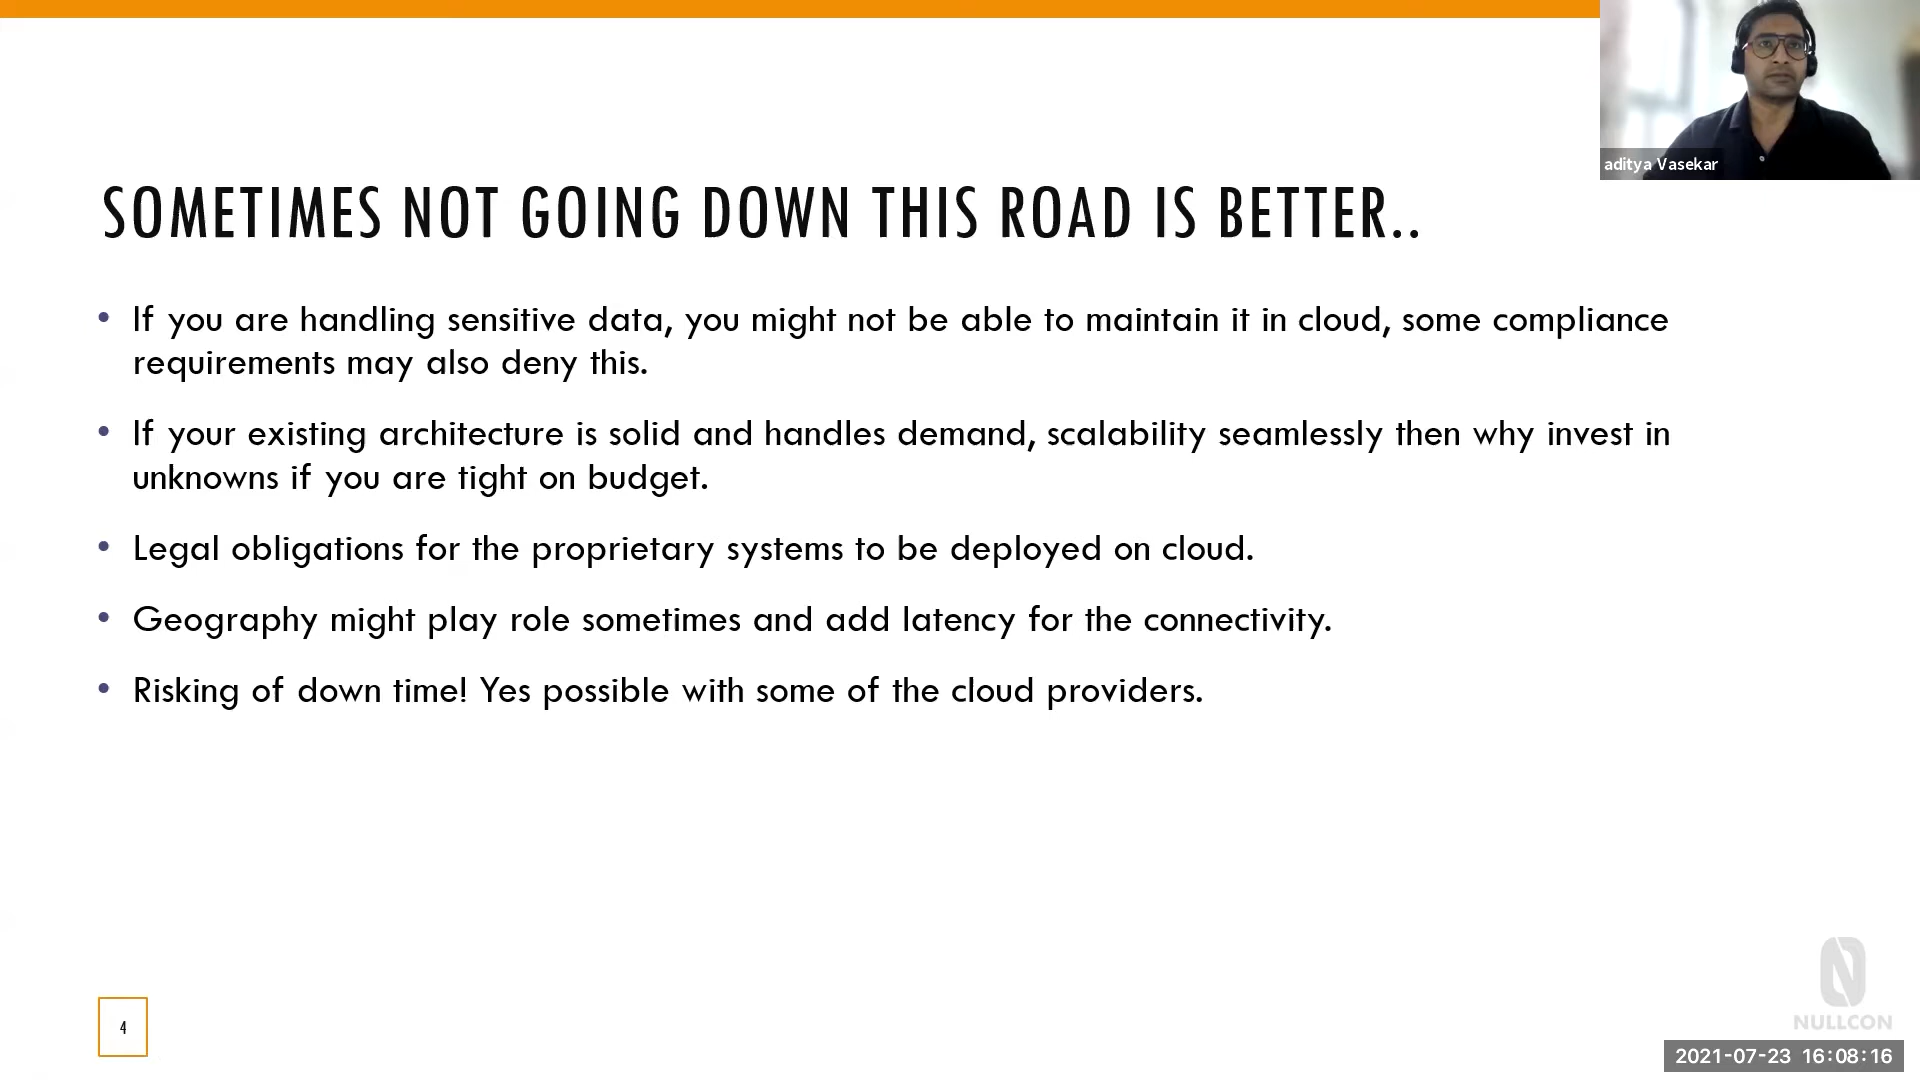 aditya Vasekar
SOMETIMES NOT GOING DOWN THIS ROAD IS BETTER..
• If you are handling sensitive data, you might not be able to maintain it in cloud, some compliance
requirements may also deny this.
• If your existing architecture is solid and handles demand, scalability seamlessly then why invest in
unknowns if you are tight on budget.
• Legal obligations for the proprietary systems to be deployed on cloud.
• Geography might play role sometimes and add latency for the connectivity.
• Risking of down time! Yes possible with some of the cloud providers.
4
NULLCON
2021-07-23 16:08:16